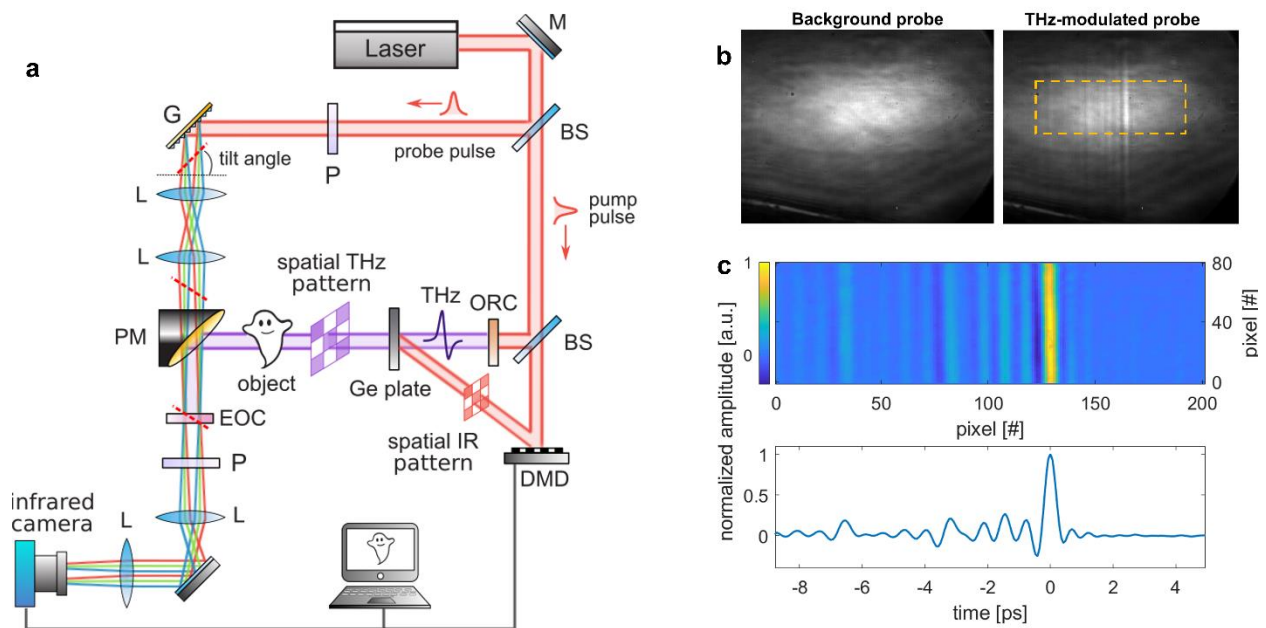 a
Laser
M
G
BS
probe pulse
P
tilt angle
L
L
pump
pulse
spatial THz
pattern
THz
ORC
PM
BS
object
Ge plate
EOC
spatial IR
pattern
P
DMD
infrared
camera
L
L
b
Background probe
THz-modulated probe
c
1
0
normalized amplitude [a.u.]
80
40
0
pixel [#]
0
50
100
150
200
pixel [#]
1
0.5
0
-8
-6
-4
-2
0
2
4
time [ps]